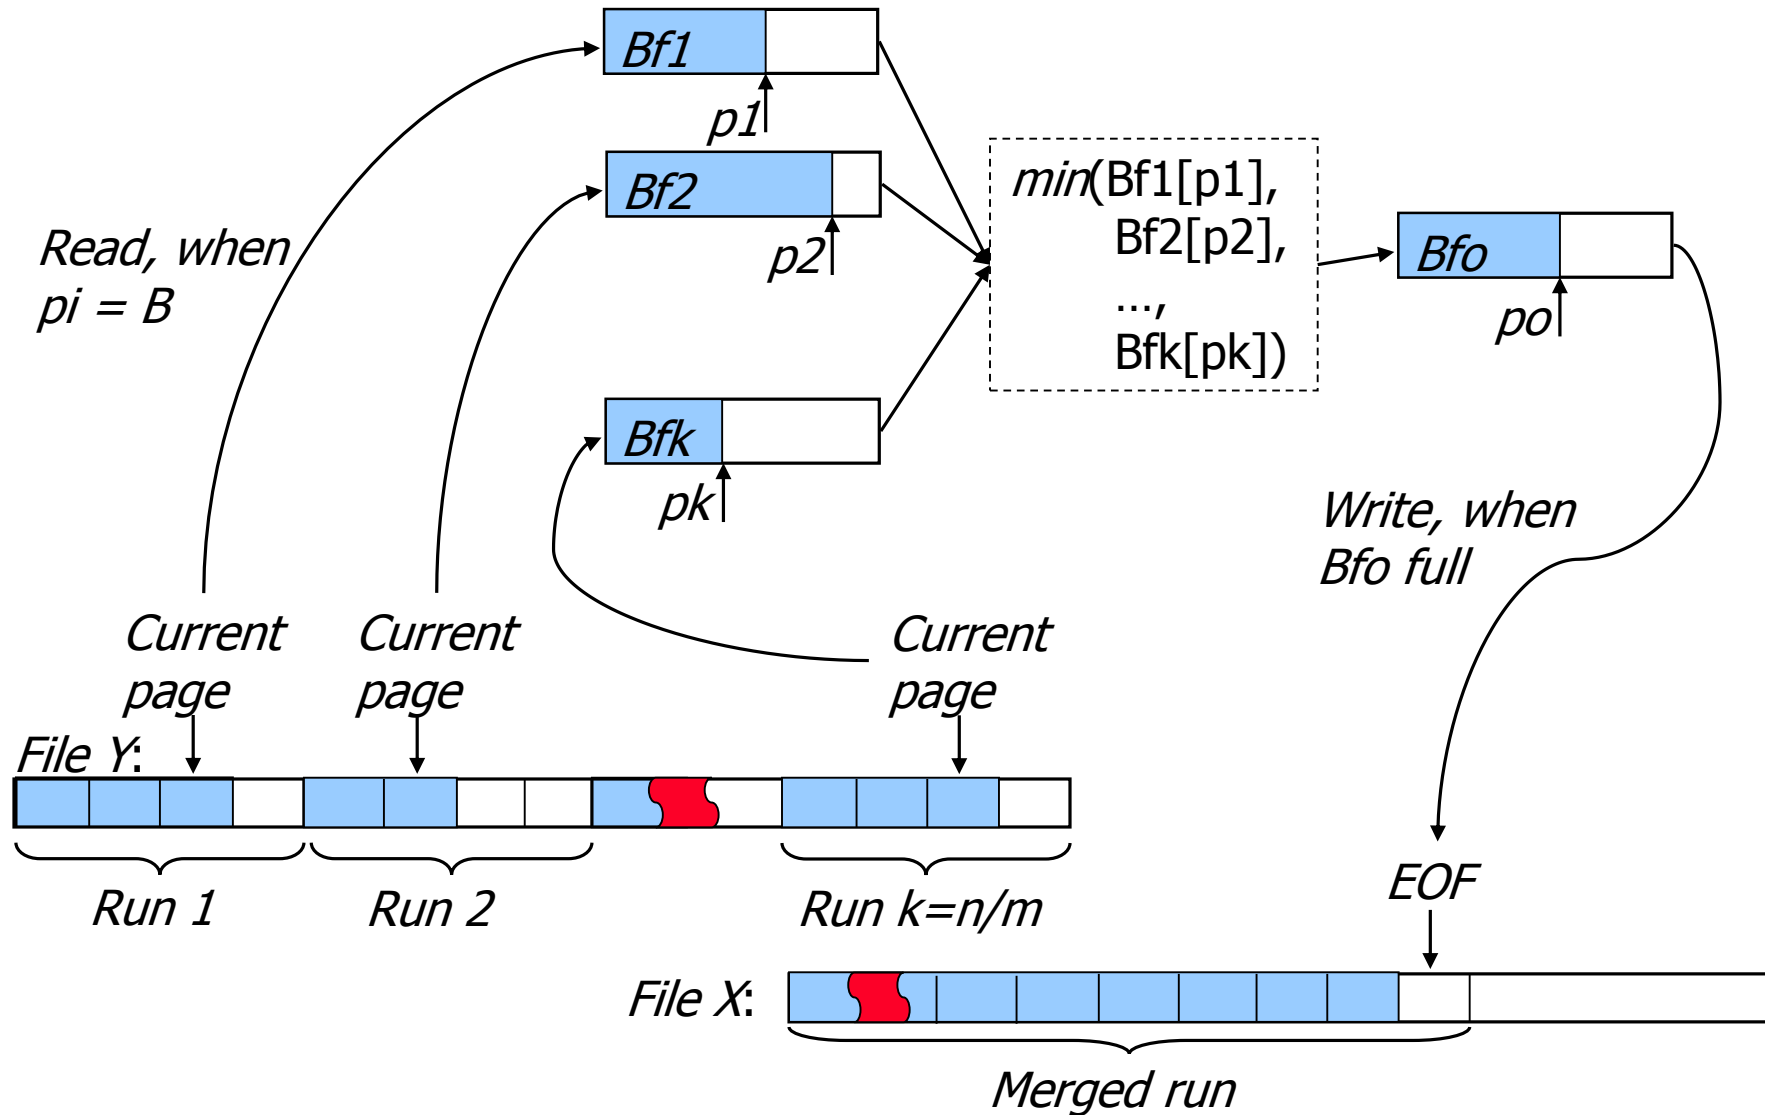 Bf1
p1
Bf2
p2
Read, when
pi = B
min(Bf1[p1],
Bf2[p2],
...,
Bfk[pk])
Bfo
po
Bfk
pk
Write, when
Bfo full
Current
page
Current
page
Current
page
File Y:
Run 1
Run 2
Run k=n/m
EOF
File X:
Merged run